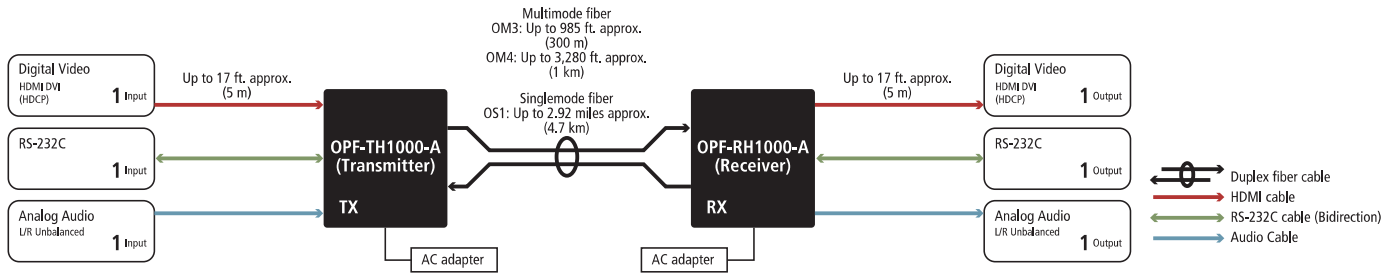 Multimode fiber
OM3: Up to 985 ft. approx.
(300 m)
OM4: Up to 3,280 ft. approx.
(1 km)
Singlemode fiber
OS1: Up to 2.92 miles approx.
(4.7 km)
Digital Video
HDMI DVI
(HDCP)
1 Input
Up to 17 ft. approx.
(5 m)
RS-232C
1 Input
Analog Audio
L/R Unbalanced
1 Input
OPF-TH1000-A
(Transmitter)
TX
AC adapter
OPF-RH1000-A
(Receiver)
RX
AC adapter
Up to 17 ft. approx.
(5 m)
Digital Video
HDMI DVI
(HDCP)
1 Output
RS-232C
1 Output
Analog Audio
L/R Unbalanced
1 Output
Duplex fiber cable
HDMI cable
RS-232C cable (Bidirection)
Audio Cable